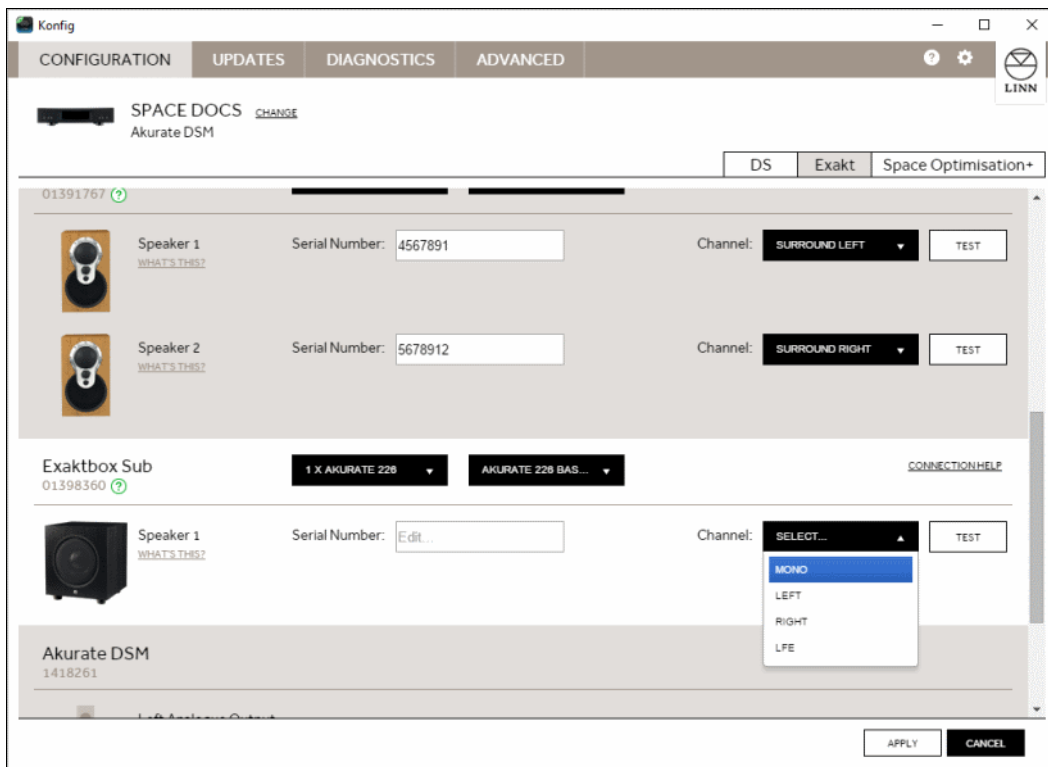 Konfig
CONFIGURATION UPDATES DIAGNOSTICS ADVANCED
LINN
SPACE DOCS CHANGE
Akurate DSM
DS Exakt Space Optimisation+
01391767 ?
Speaker 1 Serial Number: 4567891 Channel: SURROUND LEFT TEST
WHAT'S THIS?
Speaker 2 Serial Number: 5678912 Channel: SURROUND RIGHT TEST
WHAT'S THIS?
Exaktbox Sub 1 X AKURATE 226 AKURATE 226 BAS... CONNECTION HELP
01398360 ?
Speaker 1 Serial Number: Edit... Channel: SELECT... TEST
WHAT'S THIS?
MONO
LEFT
RIGHT
LFE
Akurate DSM
1418261
Left Analogue Output
APPLY CANCEL